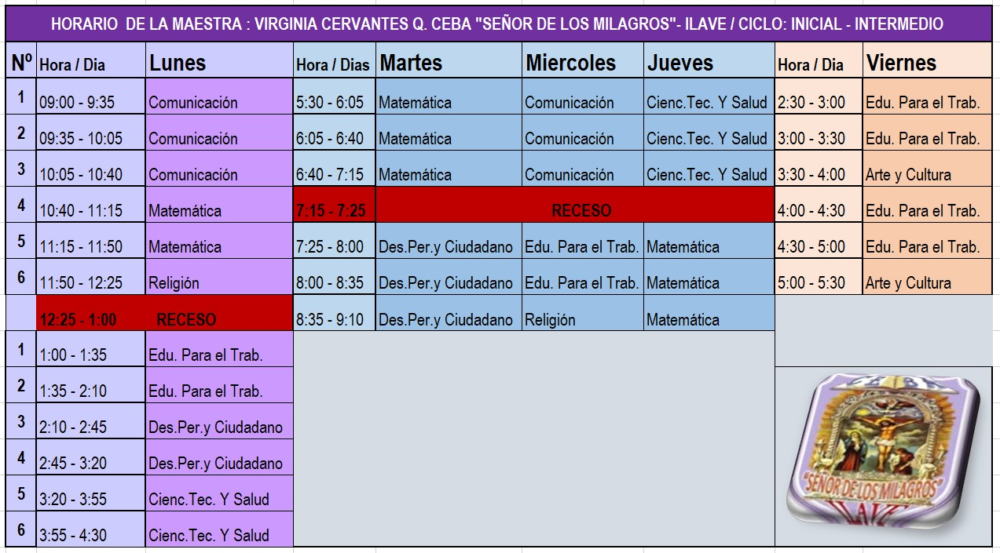 HORARIO  DE LA MAESTRA : VIRGINIA CERVANTES Q. CEBA "SEÑOR DE LOS MILAGROS"- ILAVE / CICLO: INICIAL - INTERMEDIO
Nº Hora / Dia Lunes Hora / Dias Martes Miercoles Jueves Hora / Dia Viernes
1 09:00 - 9:35 Comunicación 5:30 - 6:05 Matemática Comunicación Cienc.Tec. Y Salud 2:30 - 3:00 Edu. Para el Trab.
2 09:35 - 10:05 Comunicación 6:05 - 6:40 Matemática Comunicación Cienc.Tec. Y Salud 3:00 - 3:30 Edu. Para el Trab.
3 10:05 - 10:40 Comunicación 6:40 - 7:15 Matemática Comunicación Cienc.Tec. Y Salud 3:30 - 4:00 Arte y Cultura
4 10:40 - 11:15 Matemática 7:15 - 7:25 RECESO 4:00 - 4:30 Edu. Para el Trab.
5 11:15 - 11:50 Matemática 7:25 - 8:00 Des.Per.y Ciudadano Edu. Para el Trab. Matemática 4:30 - 5:00 Edu. Para el Trab.
6 11:50 - 12:25 Religión 8:00 - 8:35 Des.Per.y Ciudadano Edu. Para el Trab. Matemática 5:00 - 5:30 Arte y Cultura
12:25 - 1:00 RECESO 8:35 - 9:10 Des.Per.y Ciudadano Religión Matemática
1 1:00 - 1:35 Edu. Para el Trab.
2 1:35 - 2:10 Edu. Para el Trab.
3 2:10 - 2:45 Des.Per.y Ciudadano
4 2:45 - 3:20 Des.Per.y Ciudadano
5 3:20 - 3:55 Cienc.Tec. Y Salud
6 3:55 - 4:30 Cienc.Tec. Y Salud
CEBA
"SEÑOR DE LOS MILAGROS"
ILAVE